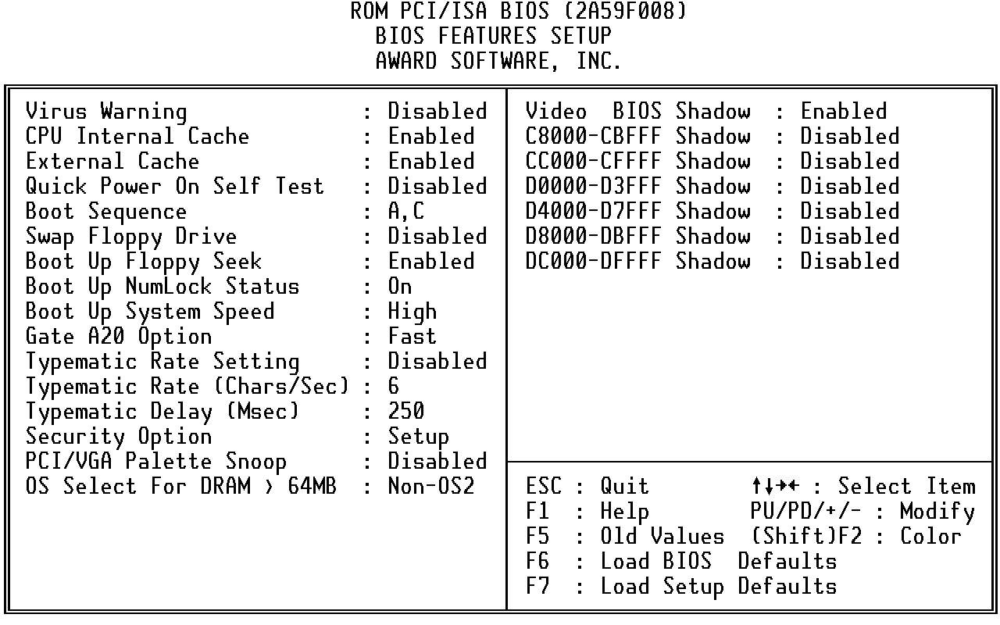 ROM PCI/ISA BIOS (2A59F008)
BIOS FEATURES SETUP
AWARD SOFTWARE, INC.
Virus Warning : Disabled
CPU Internal Cache : Enabled
External Cache : Enabled
Quick Power On Self Test : Disabled
Boot Sequence : A,C
Swap Floppy Drive : Disabled
Boot Up Floppy Seek : Enabled
Boot Up NumLock Status : On
Boot Up System Speed : High
Gate A20 Option : Fast
Typematic Rate Setting : Disabled
Typematic Rate (Chars/Sec) : 6
Typematic Delay (Msec) : 250
Security Option : Setup
PCI/VGA Palette Snoop : Disabled
OS Select For DRAM > 64MB : Non-OS2
Video BIOS Shadow : Enabled
C8000-CBFFF Shadow : Disabled
CC000-CFFFF Shadow : Disabled
D0000-D3FFF Shadow : Disabled
D4000-D7FFF Shadow : Disabled
D8000-DBFFF Shadow : Disabled
DC000-DFFFF Shadow : Disabled
ESC : Quit ↑↓→← : Select Item
F1 : Help PU/PD/+/- : Modify
F5 : Old Values (Shift)F2 : Color
F6 : Load BIOS Defaults
F7 : Load Setup Defaults